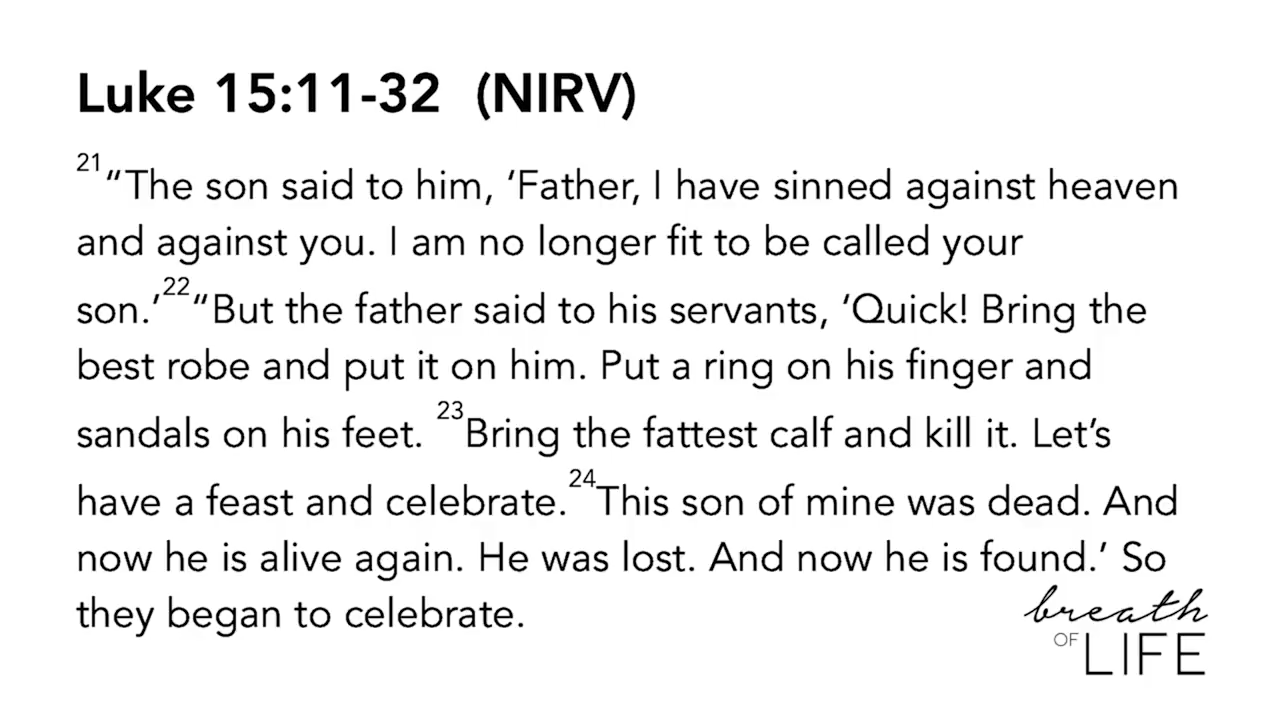 Luke 15:11-32 (NIRV)
21“The son said to him, ‘Father, I have sinned against heaven
and against you. I am no longer fit to be called your
son.’22“But the father said to his servants, ‘Quick! Bring the
best robe and put it on him. Put a ring on his finger and
sandals on his feet. 23Bring the fattest calf and kill it. Let’s
have a feast and celebrate.24This son of mine was dead. And
now he is alive again. He was lost. And now he is found.’ So
they began to celebrate.
breath
OF LIFE